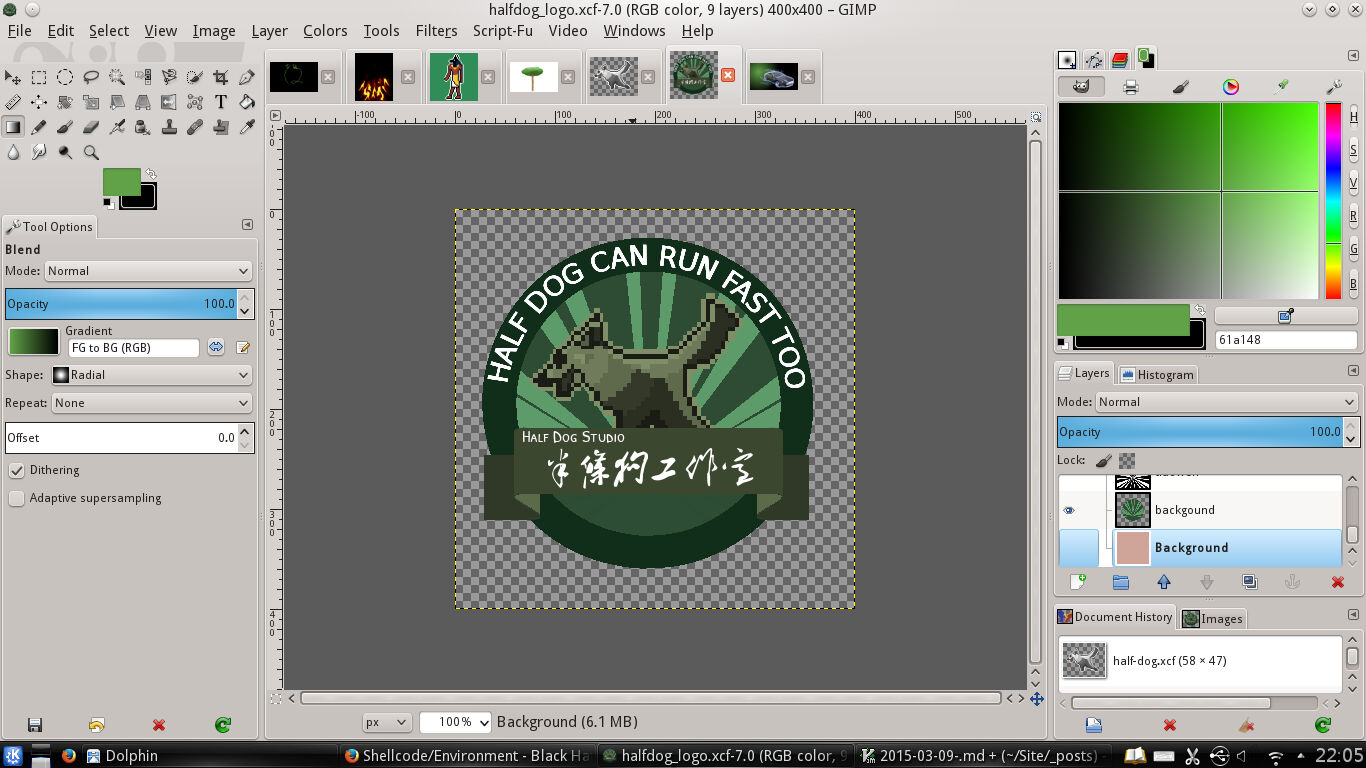 halfdog_logo.xcf-7.0 (RGB color, 9 layers) 400x400 – GIMP
File Edit Select View Image Layer Colors Tools Filters Script-Fu Video Windows Help
Tool Options
Blend
Mode: Normal
Opacity 100.0
Gradient
FG to BG (RGB)
Shape: Radial
Repeat: None
Offset 0.0
Dithering
Adaptive supersampling
-100 0 100 200 300 400 500
0
100
200
300
400
HALF DOG CAN RUN FAST TOO
Half Dog Studio
半條狗工作室
px 100% Background (6.1 MB)
H
S
V
R
G
B
61a148
Layers Histogram
Mode: Normal
Opacity 100.0
Lock:
backgound
Background
Document History Images
half-dog.xcf (58 × 47)
Dolphin
Shellcode/Environment - Black Ha
halfdog_logo.xcf-7.0 (RGB color, 9
2015-03-09-.md + (~/Site/_posts)
22:05